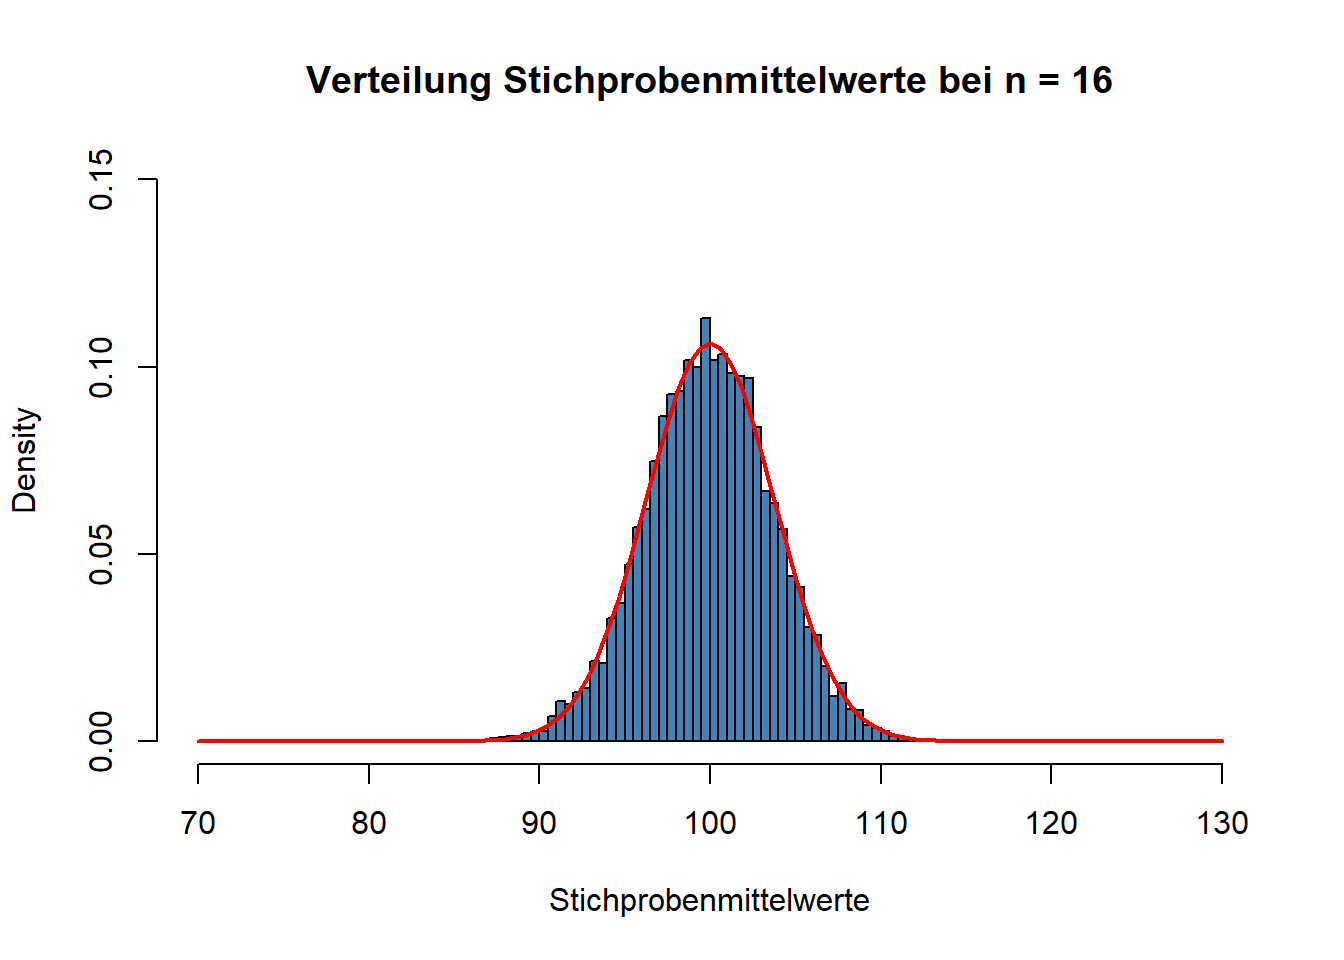 Verteilung Stichprobenmittelwerte bei n = 16
Density
0.15
0.10
0.05
0.00
70 80 90 100 110 120 130
Stichprobenmittelwerte